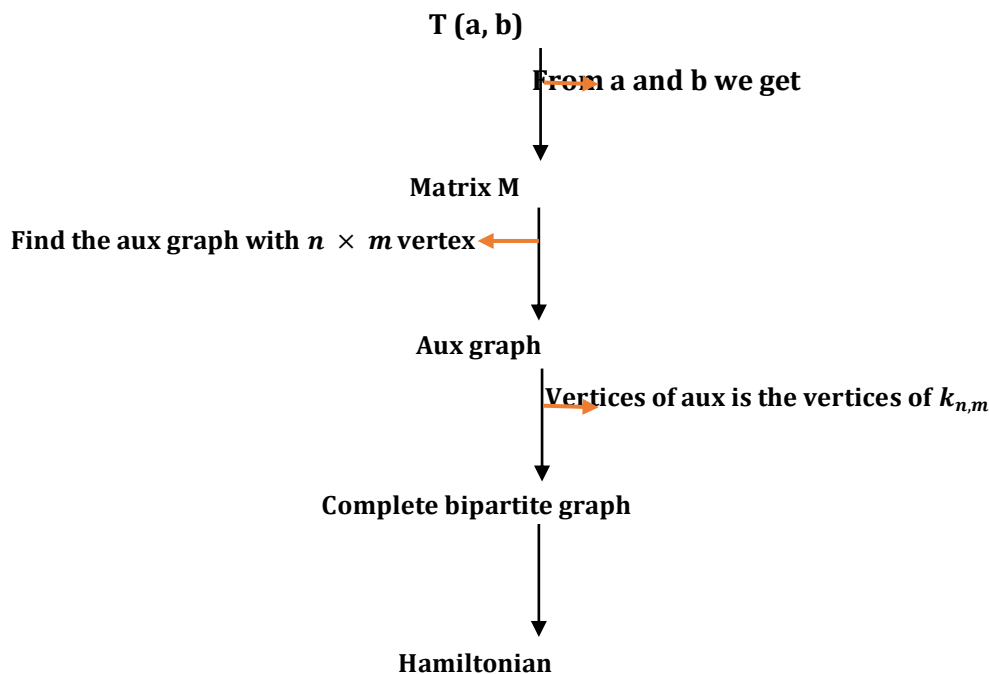 T (a, b)
From a and b we get
Matrix M
Find the aux graph with n × m vertex
Aux graph
Vertices of aux is the vertices of kₙ,ₘ
Complete bipartite graph
Hamiltonian